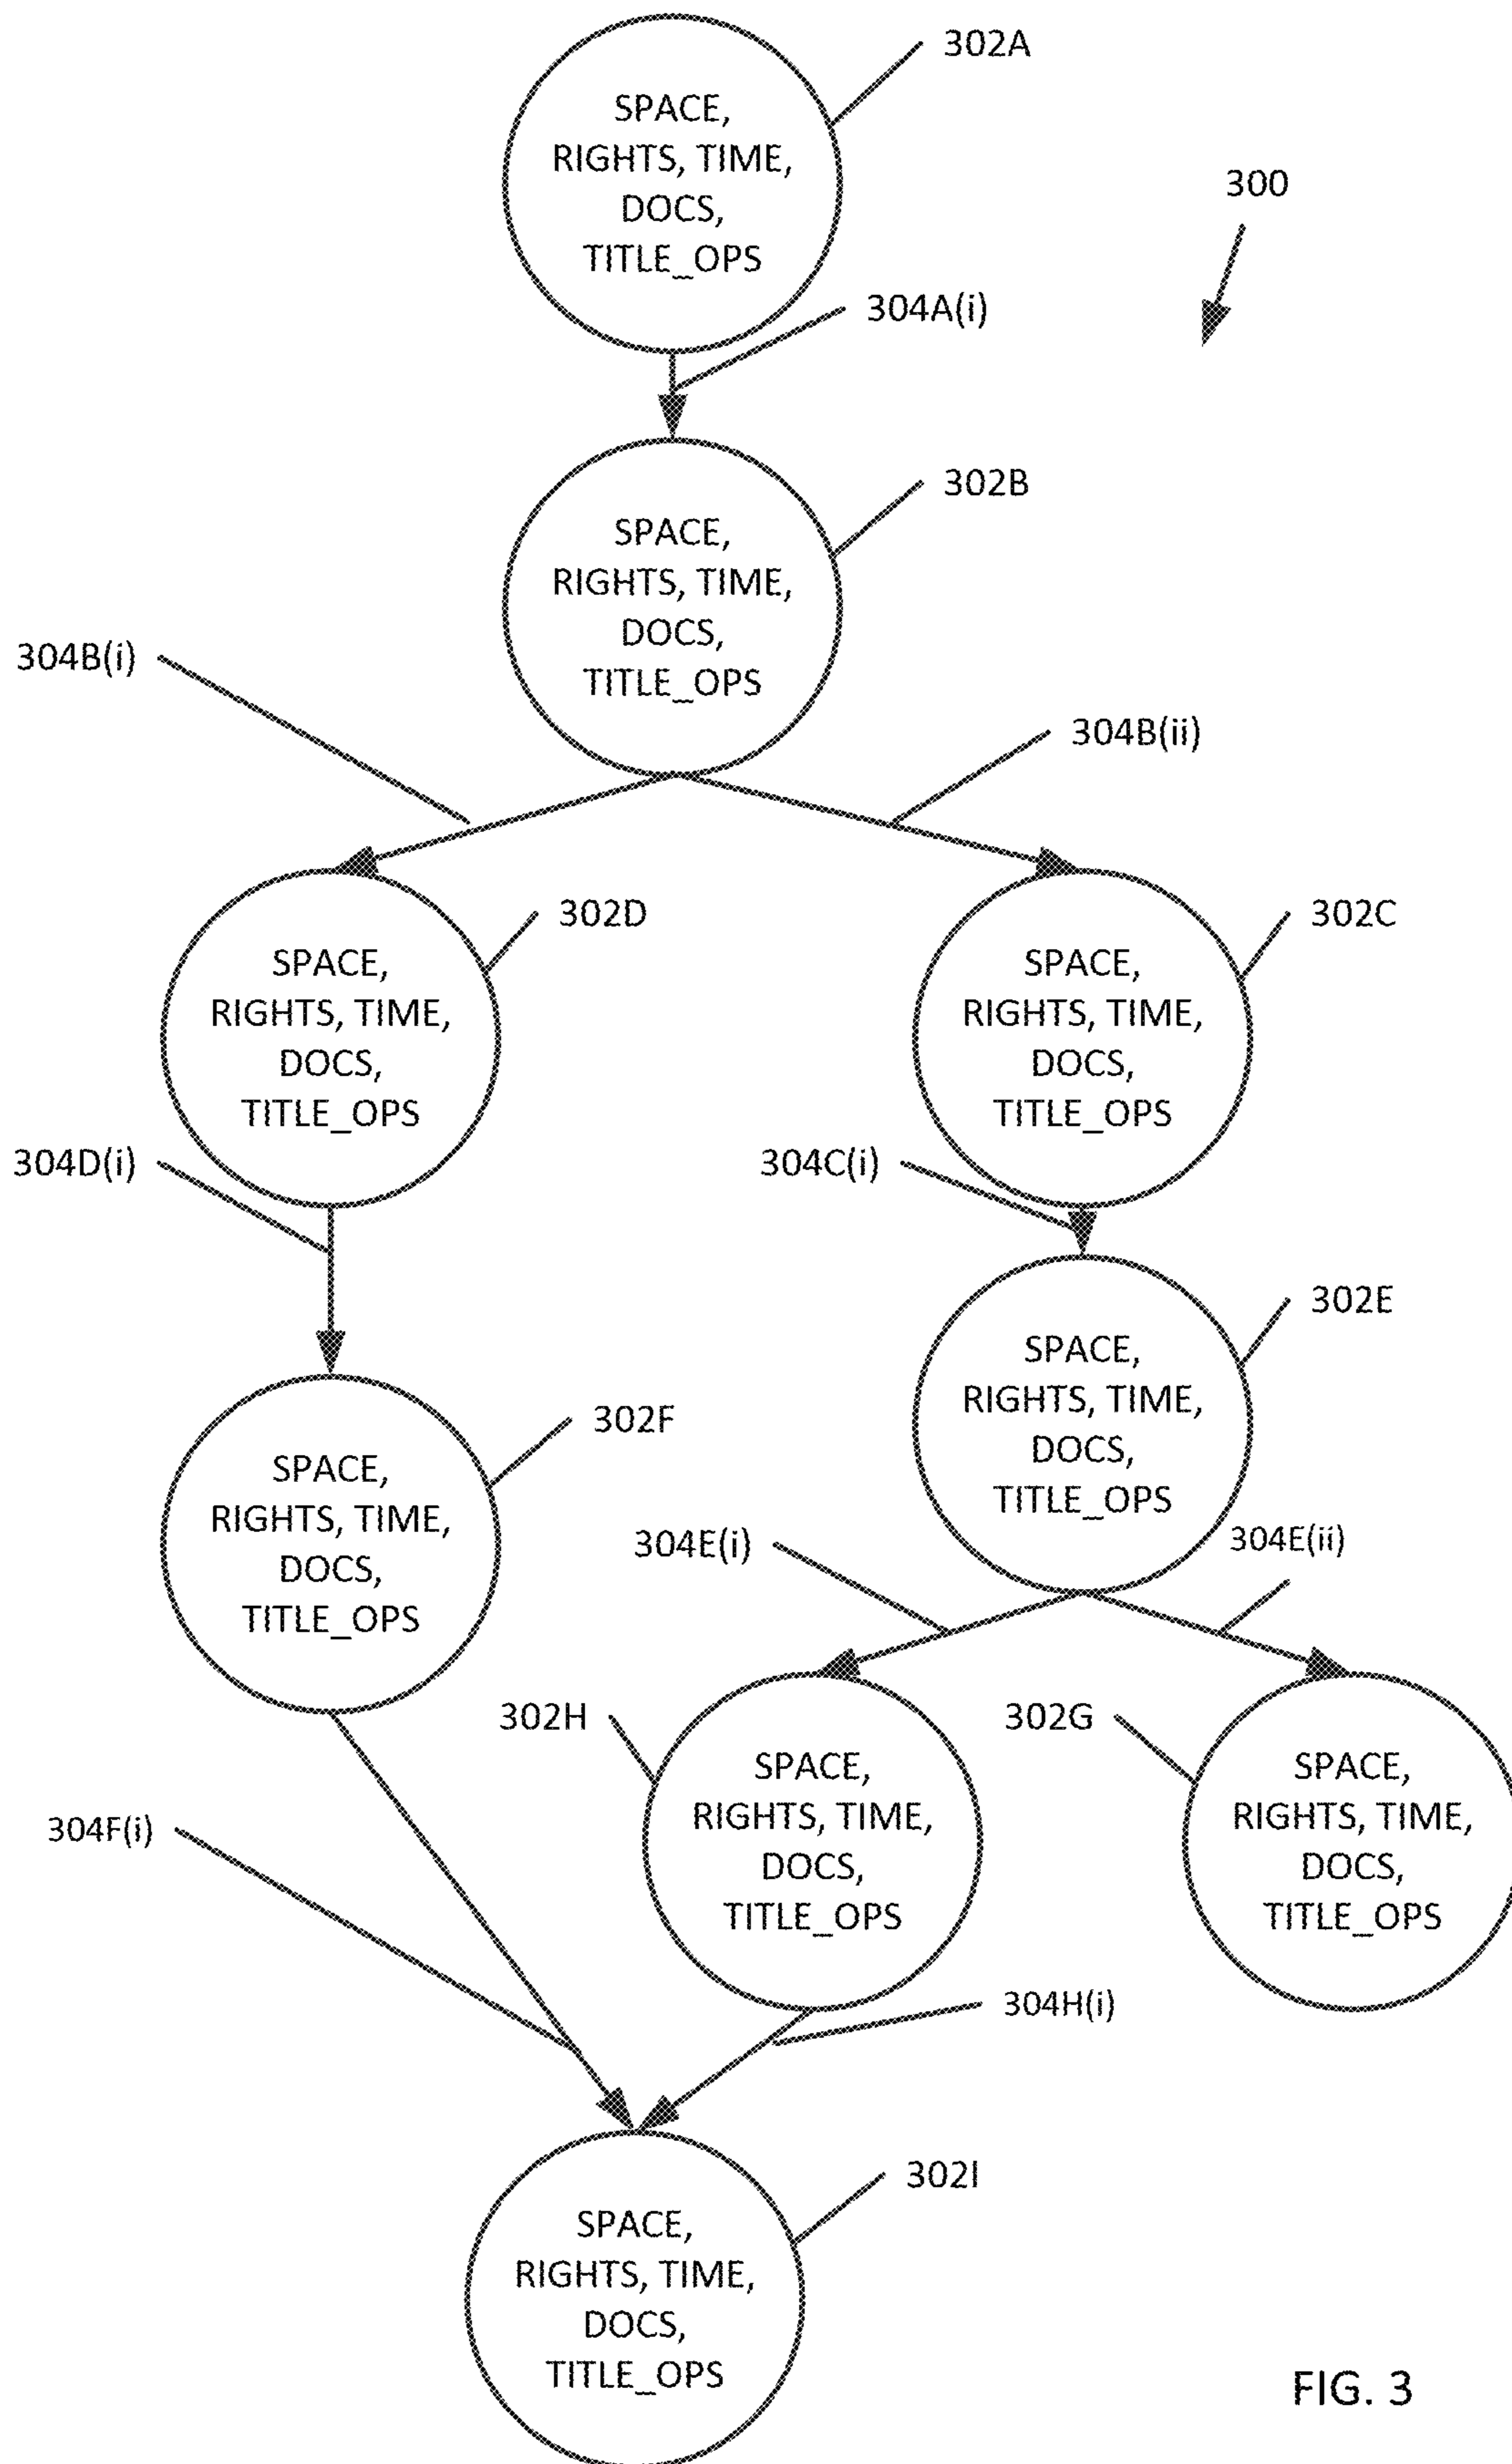 302A
SPACE,
RIGHTS, TIME,
DOCS,
TITLE_OPS
300
304A(i)
302B
SPACE,
RIGHTS, TIME,
DOCS,
TITLE_OPS
304B(i)
304B(ii)
302D
302C
SPACE,
RIGHTS, TIME,
DOCS,
TITLE_OPS
SPACE,
RIGHTS, TIME,
DOCS,
TITLE_OPS
304D(i)
304C(i)
302E
SPACE,
RIGHTS, TIME,
DOCS,
TITLE_OPS
302F
SPACE,
RIGHTS, TIME,
DOCS,
TITLE_OPS
304E(i)
304E(ii)
302H
302G
SPACE,
RIGHTS, TIME,
DOCS,
TITLE_OPS
SPACE,
RIGHTS, TIME,
DOCS,
TITLE_OPS
304F(i)
304H(i)
302I
SPACE,
RIGHTS, TIME,
DOCS,
TITLE_OPS
FIG. 3